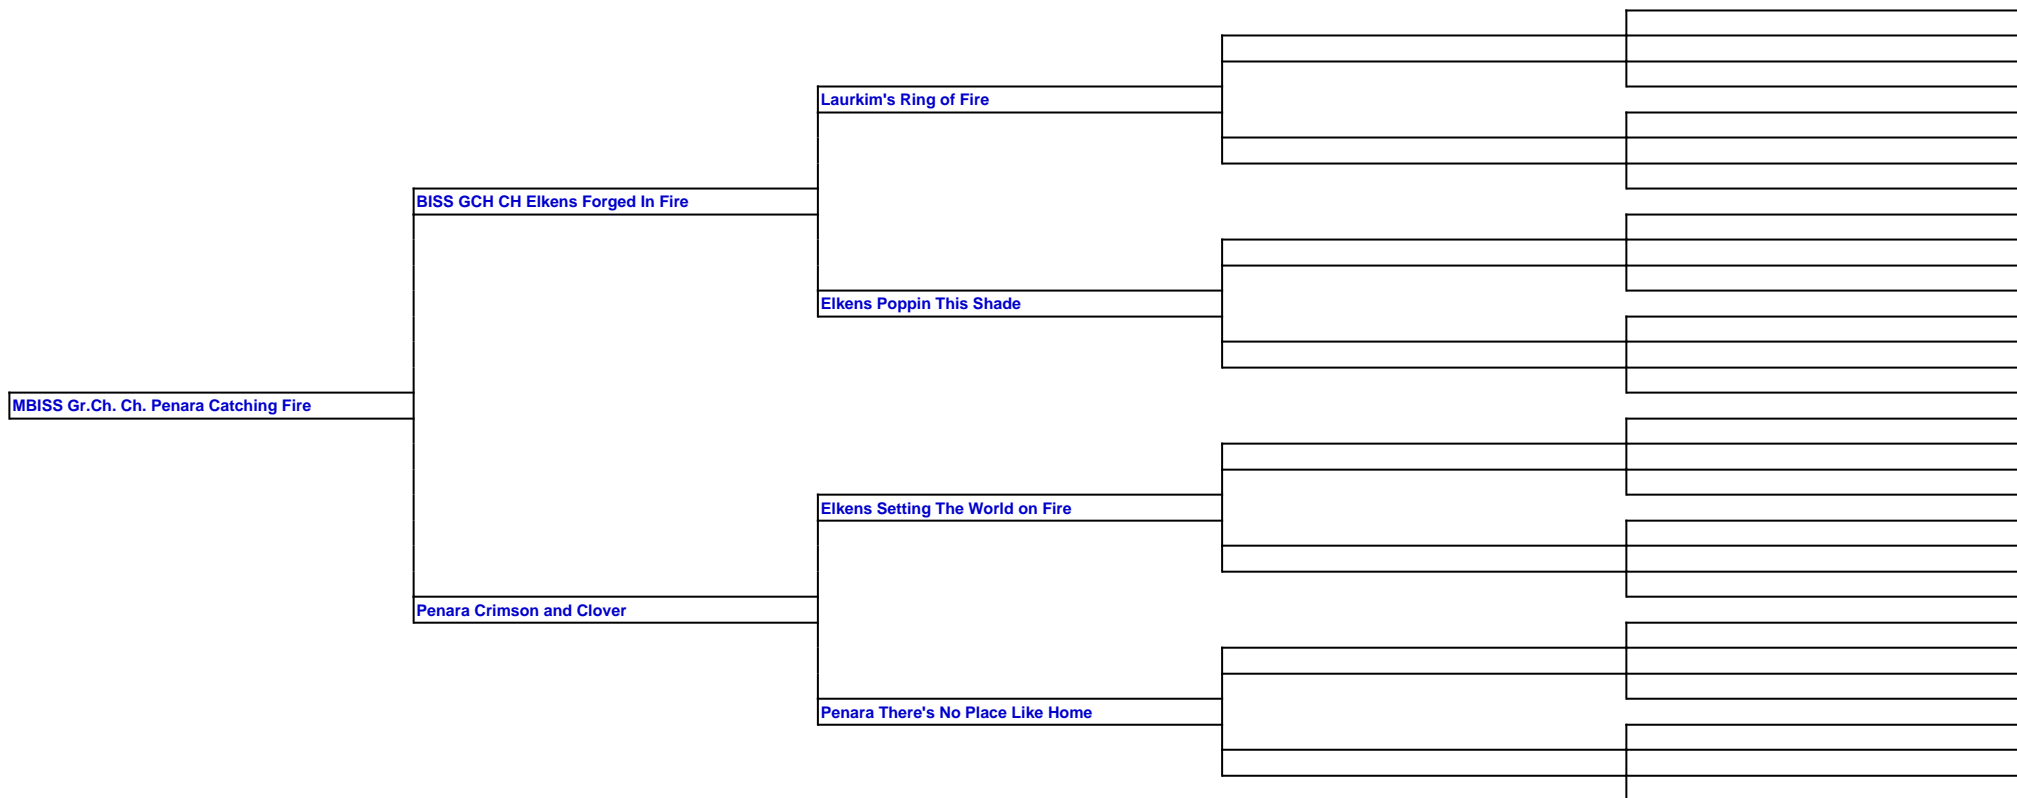 Laurkim's Ring of Fire
BISS GCH CH Elkens Forged In Fire
Elkens Poppin This Shade
MBISS Gr.Ch. Ch. Penara Catching Fire
Elkens Setting The World on Fire
Penara Crimson and Clover
Penara There's No Place Like Home